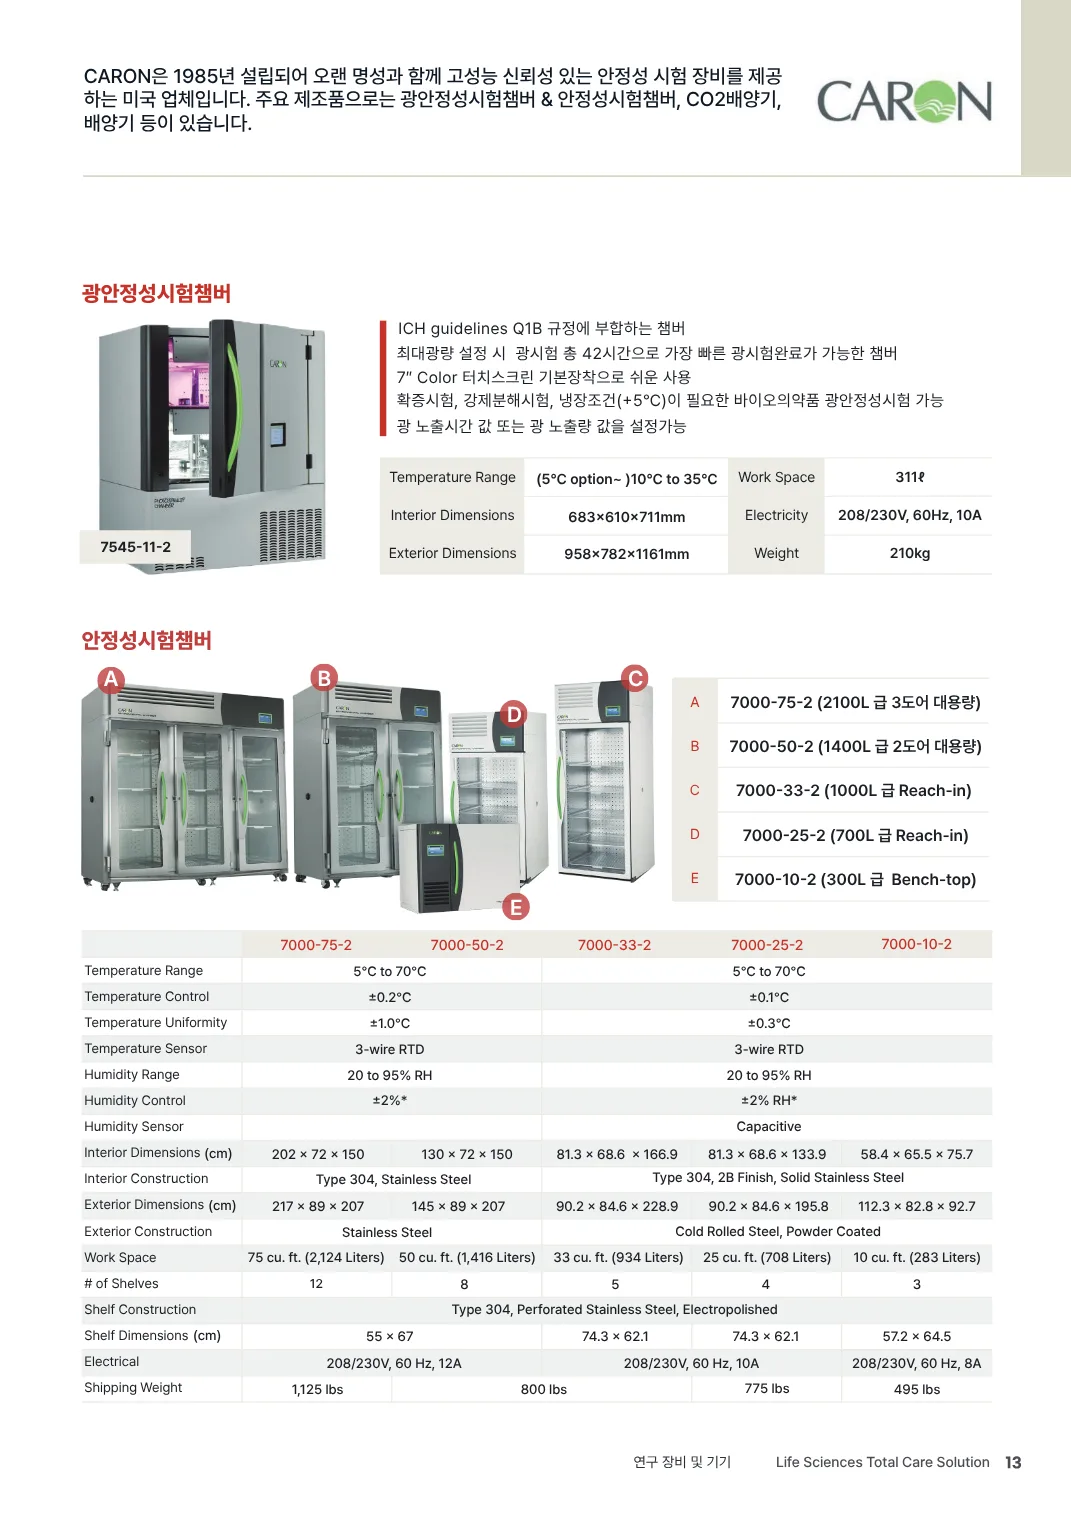 CARON은 1985년 설립되어 오랜 명성과 함께 고성능 신뢰성 있는 안정성 시험 장비를 제공
하는 미국 업체입니다. 주요 제조품으로는 광안정성시험챔버 & 안정성시험챔버, CO2배양기,
배양기 등이 있습니다.
CARON
광안정성시험챔버
CARON
PHOTOSTABILITY
CHAMBER
7545-11-2
ICH guidelines Q1B 규정에 부합하는 챔버
최대광량 설정 시 광시험 총 42시간으로 가장 빠른 광시험완료가 가능한 챔버
7” Color 터치스크린 기본장착으로 쉬운 사용
확증시험, 강제분해시험, 냉장조건(+5°C)이 필요한 바이오의약품 광안정성시험 가능
광 노출시간 값 또는 광 노출량 값을 설정가능
Temperature Range (5°C option~ )10°C to 35°C Work Space 311ℓ
Interior Dimensions 683×610×711mm Electricity 208/230V, 60Hz, 10A
Exterior Dimensions 958×782×1161mm Weight 210kg
안정성시험챔버
A
B
C
D
E
CARON
CARON
CARON
CARON
CARON
A 7000-75-2 (2100L 급 3도어 대용량)
B 7000-50-2 (1400L 급 2도어 대용량)
C 7000-33-2 (1000L 급 Reach-in)
D 7000-25-2 (700L 급 Reach-in)
E 7000-10-2 (300L 급 Bench-top)
7000-75-2 7000-50-2 7000-33-2 7000-25-2 7000-10-2
Temperature Range 5°C to 70°C 5°C to 70°C
Temperature Control ±0.2°C ±0.1°C
Temperature Uniformity ±1.0°C ±0.3°C
Temperature Sensor 3-wire RTD 3-wire RTD
Humidity Range 20 to 95% RH 20 to 95% RH
Humidity Control ±2%* ±2% RH*
Humidity Sensor Capacitive
Interior Dimensions (cm) 202 × 72 × 150 130 × 72 × 150 81.3 × 68.6 × 166.9 81.3 × 68.6 × 133.9 58.4 × 65.5 × 75.7
Interior Construction Type 304, Stainless Steel Type 304, 2B Finish, Solid Stainless Steel
Exterior Dimensions (cm) 217 × 89 × 207 145 × 89 × 207 90.2 × 84.6 × 228.9 90.2 × 84.6 × 195.8 112.3 × 82.8 × 92.7
Exterior Construction Stainless Steel Cold Rolled Steel, Powder Coated
Work Space 75 cu. ft. (2,124 Liters) 50 cu. ft. (1,416 Liters) 33 cu. ft. (934 Liters) 25 cu. ft. (708 Liters) 10 cu. ft. (283 Liters)
# of Shelves 12 8 5 4 3
Shelf Construction Type 304, Perforated Stainless Steel, Electropolished
Shelf Dimensions (cm) 55 × 67 74.3 × 62.1 74.3 × 62.1 57.2 × 64.5
Electrical 208/230V, 60 Hz, 12A 208/230V, 60 Hz, 10A 208/230V, 60 Hz, 8A
Shipping Weight 1,125 lbs 800 lbs 775 lbs 495 lbs
연구 장비 및 기기 Life Sciences Total Care Solution 13